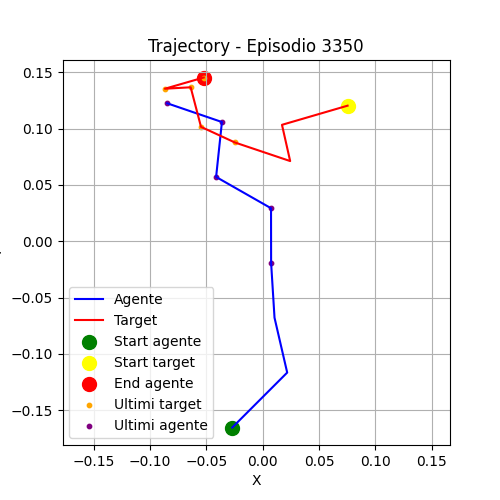 Trajectory - Episodio 3350
0.15
0.10
0.05
0.00
−0.05
−0.10
−0.15
Agente
Target
Start agente
Start target
End agente
Ultimi target
Ultimi agente
−0.15 −0.10 −0.05 0.00 0.05 0.10 0.15
X